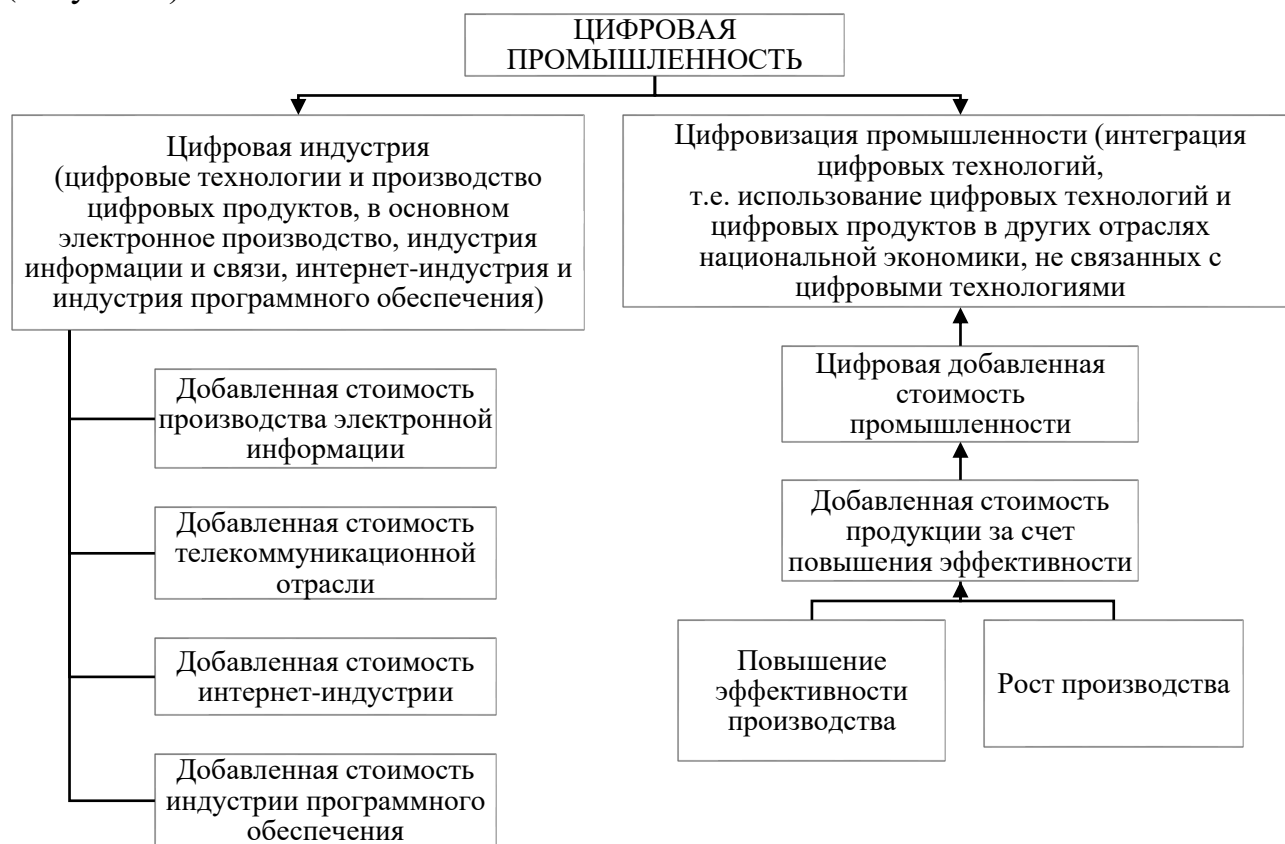 ЦИФРОВАЯ
ПРОМЫШЛЕННОСТЬ
Цифровая индустрия
(цифровые технологии и производство
цифровых продуктов, в основном
электронное производство, индустрия
информации и связи, интернет-индустрия и
индустрия программного обеспечения)
Добавленная стоимость
производства электронной
информации
Добавленная стоимость
телекоммуникационной
отрасли
Добавленная стоимость
интернет-индустрии
Добавленная стоимость
индустрии программного
обеспечения
Цифровизация промышленности (интеграция
цифровых технологий,
т.е. использование цифровых технологий и
цифровых продуктов в других отраслях
национальной экономики, не связанных с
цифровыми технологиями
Цифровая добавленная
стоимость
промышленности
Добавленная стоимость
продукции за счет
повышения эффективности
Повышение
эффективности
производства
Рост производства